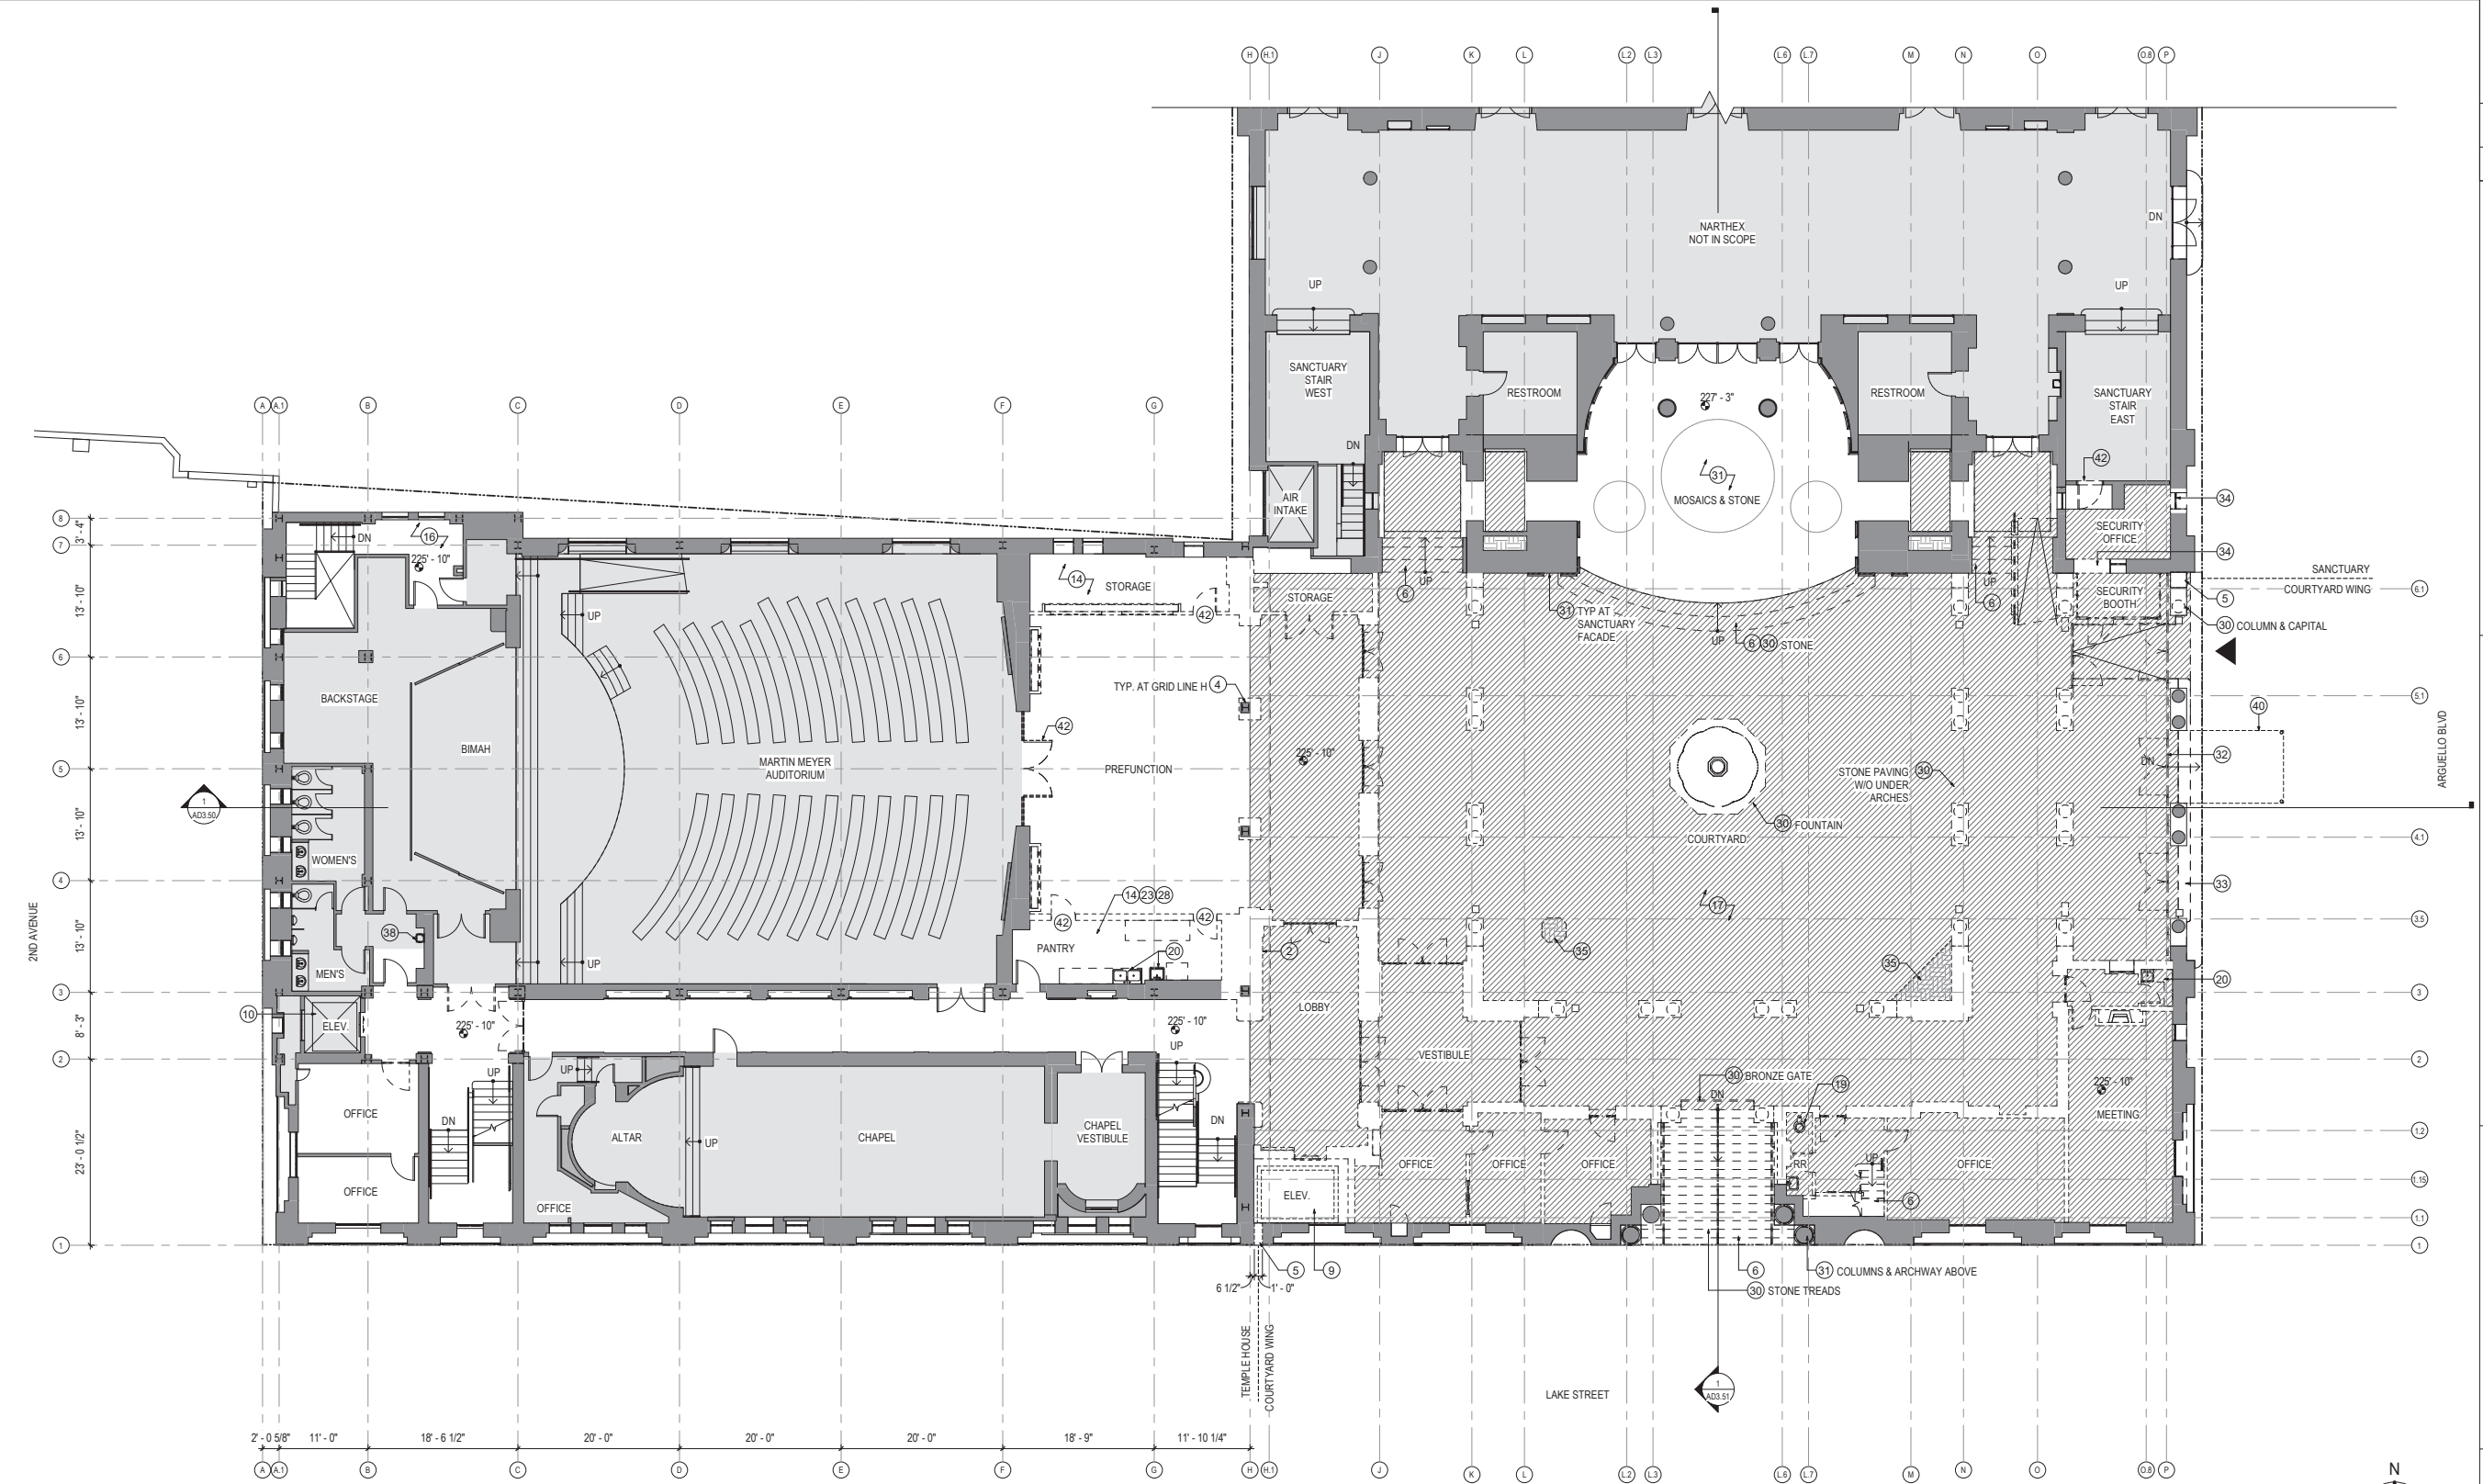 H H.1 J K L L.2 L.3 L.6 L.7 M N O O.8 P
DN
NARTHEX
NOT IN SCOPE
UP
UP
SANCTUARY
STAIR
WEST
RESTROOM
227' - 3"
RESTROOM
SANCTUARY
STAIR
EAST
A A.1 B C D E F G
DN
42
AIR
INTAKE
31
MOSAICS & STONE
34
8
3' - 4"
7
DN
16
225' - 10"
SECURITY
OFFICE
34
14
STORAGE
STORAGE
6
UP
UP
6
SECURITY
BOOTH
SANCTUARY
COURTYARD WING
6.1
5
13' - 10"
UP
42
31 TYP AT
SANCTUARY
FACADE
UP
6 30 STONE
30 COLUMN & CAPITAL
6
BACKSTAGE
TYP. AT GRID LINE H 4
5.1
13' - 10"
BIMAH
MARTIN MEYER
AUDITORIUM
42
PREFUNCTION
225' - 10"
40
32
DN
ARGUELLO BLVD
5
STONE PAVING
W/O UNDER
ARCHES
30
1
AD3.50
13' - 10"
30 FOUNTAIN
COURTYARD
4.1
WOMEN'S
4
14 23 28
33
17
2ND AVENUE
13' - 10"
38
42
42
3.5
PANTRY
20
2
35
35
MEN'S
UP
20
3
LOBBY
3
10
ELEV.
8' - 3"
225' - 10"
225' - 10"
UP
VESTIBULE
2
2
UP
UP
30 BRONZE GATE
DN
19
225' - 10"
MEETING
OFFICE
DN
ALTAR
UP
CHAPEL
CHAPEL
VESTIBULE
DN
1.2
23' - 0 1/2"
OFFICE
OFFICE
OFFICE
OFFICE
RR
UP
OFFICE
1.15
OFFICE
OFFICE
ELEV.
6
1.1
1
1
5
9
6
31 COLUMNS & ARCHWAY ABOVE
6 1/2"
1' - 0"
30 STONE TREADS
TEMPLE HOUSE
COURTYARD WING
1
AD3.51
LAKE STREET
2' - 0 5/8" 11' - 0" 18' - 6 1/2" 20' - 0" 20' - 0" 20' - 0" 18' - 9" 11' - 10 1/4"
A A.1 B C D E F G H H.1 J K L L.2 L.3 L.6 L.7 M N O O.8 P
N